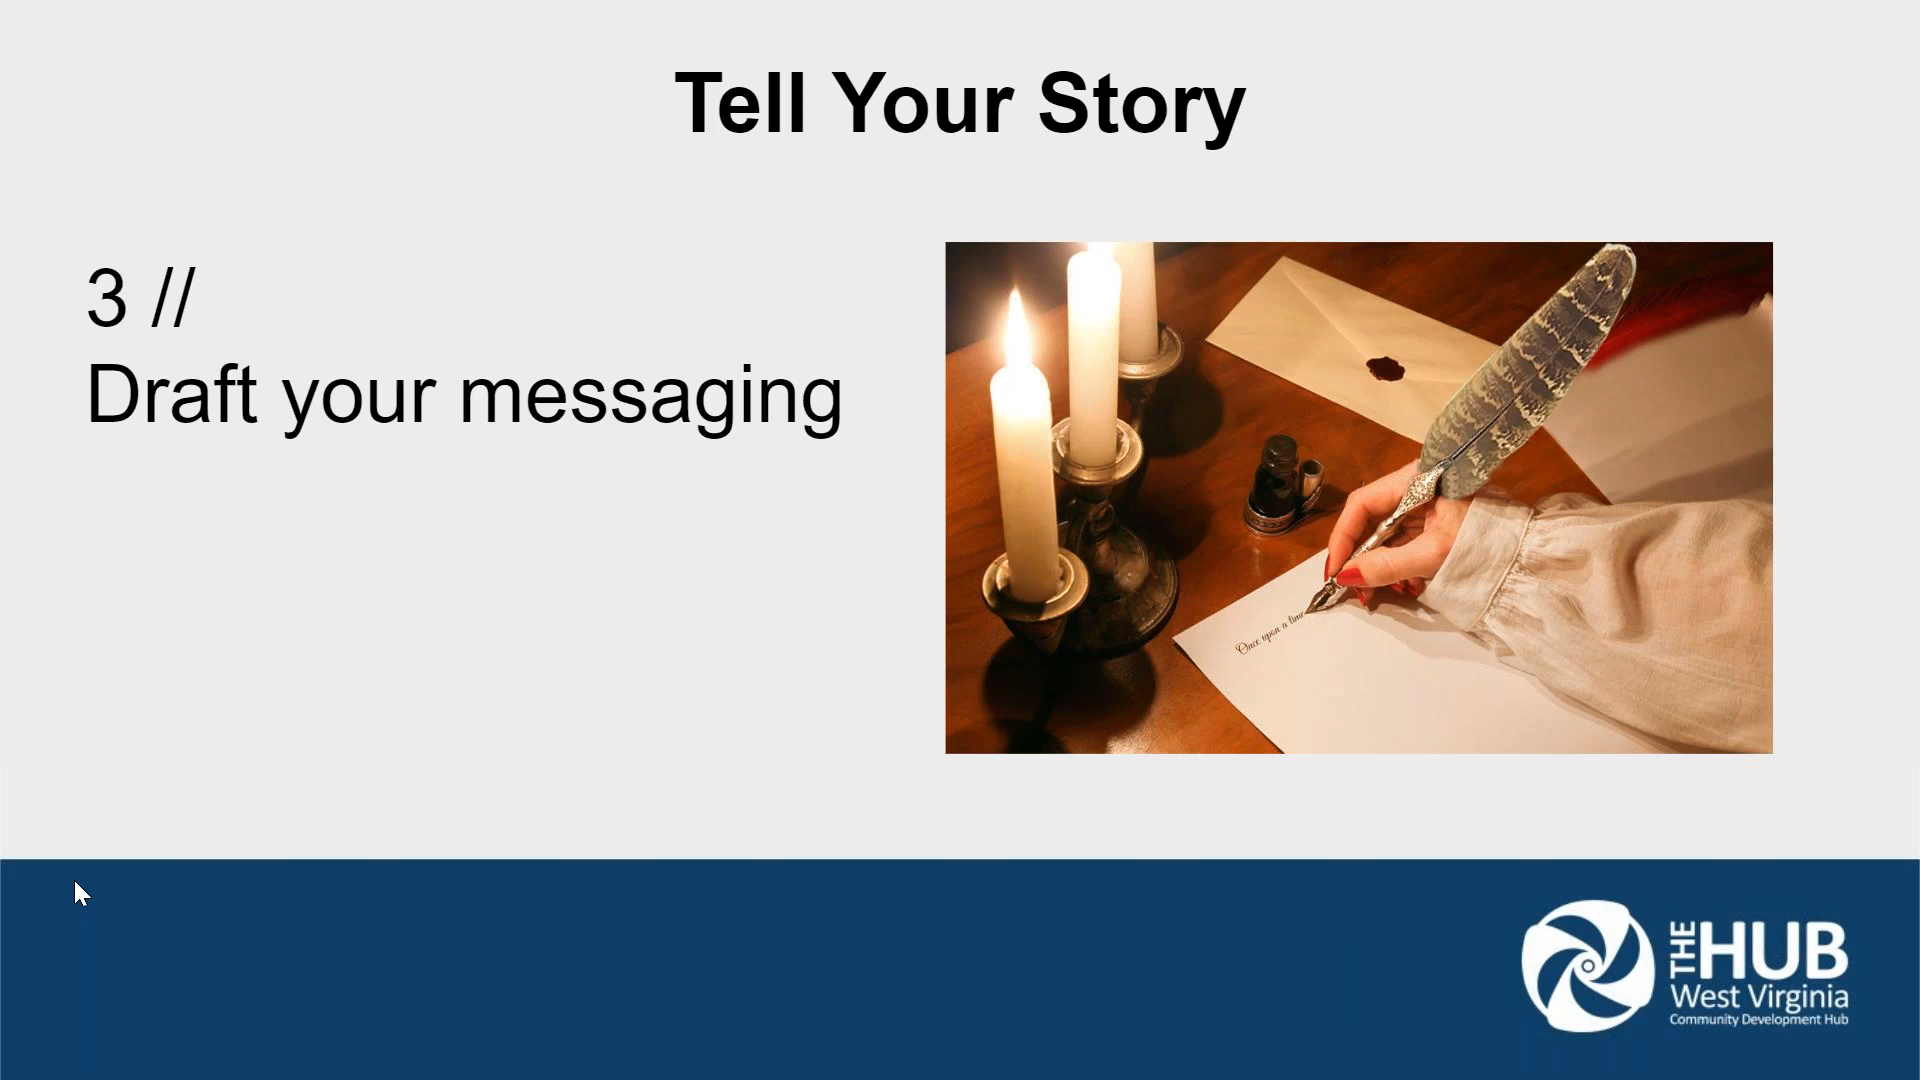 Tell Your Story
3 //
Draft your messaging
Once upon a time
THE HUB
West Virginia
Community Development Hub